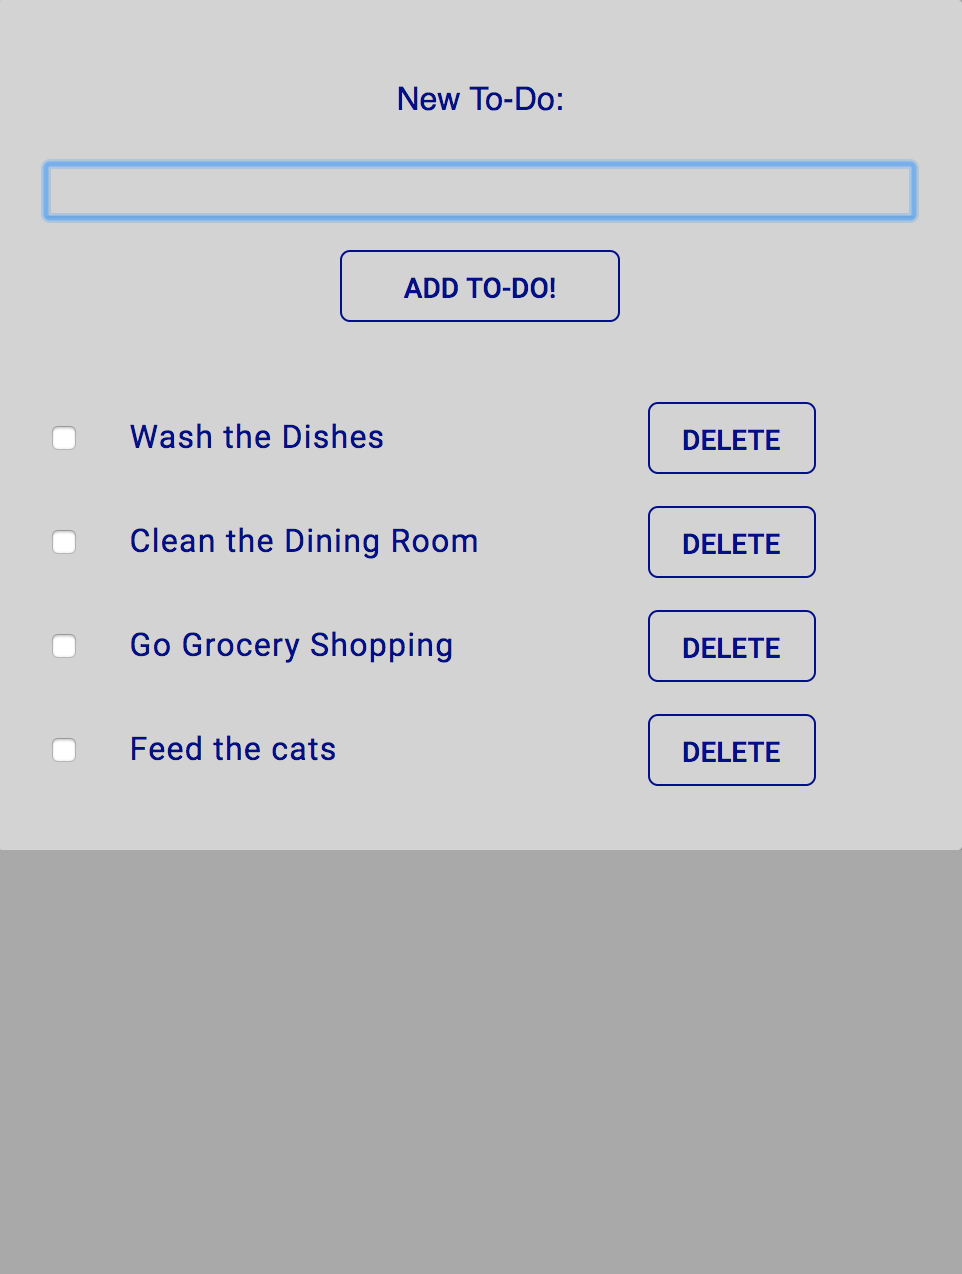 New To-Do:
ADD TO-DO!
Wash the Dishes DELETE
Clean the Dining Room DELETE
Go Grocery Shopping DELETE
Feed the cats DELETE